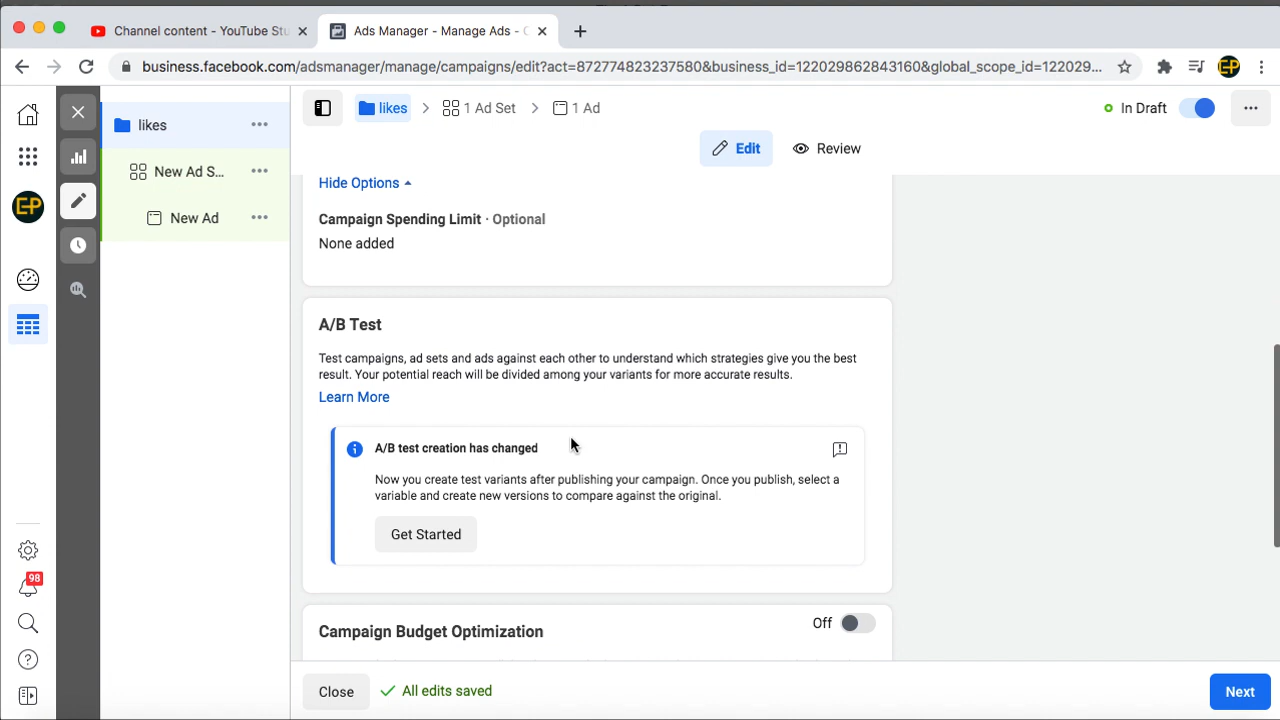 Channel content - YouTube Stu
Ads Manager - Manage Ads - C
business.facebook.com/adsmanager/manage/campaigns/edit?act=872774823237580&business_id=122029862843160&global_scope_id=122029...
EP
likes
1 Ad Set
1 Ad
In Draft
likes
Edit
Review
New Ad S...
New Ad
EP
Hide Options
Campaign Spending Limit · Optional
None added
A/B Test
Test campaigns, ad sets and ads against each other to understand which strategies give you the best
result. Your potential reach will be divided among your variants for more accurate results.
Learn More
A/B test creation has changed
Now you create test variants after publishing your campaign. Once you publish, select a
variable and create new versions to compare against the original.
Get Started
98
Campaign Budget Optimization
Off
Close
All edits saved
Next